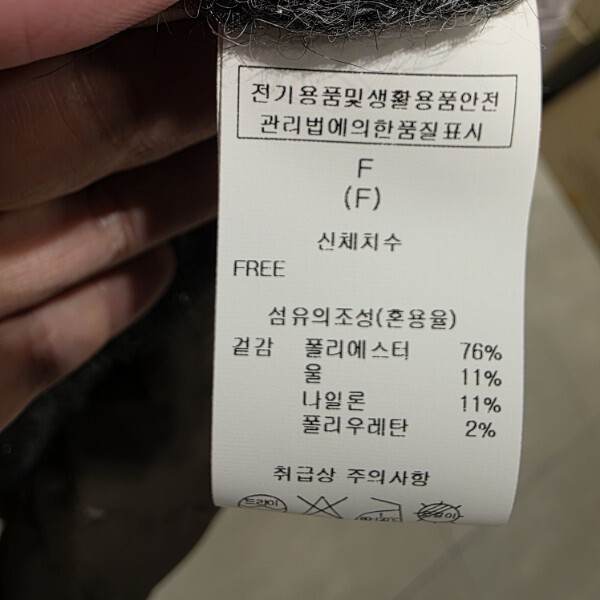 전기용품및생활용품안전
관리법에의한품질표시
F
(F)
신체치수
FREE
섬유의조성(혼용율)
겉감 폴리에스터 76%
울 11%
나일론 11%
폴리우레탄 2%
취급상 주의사항
드라이